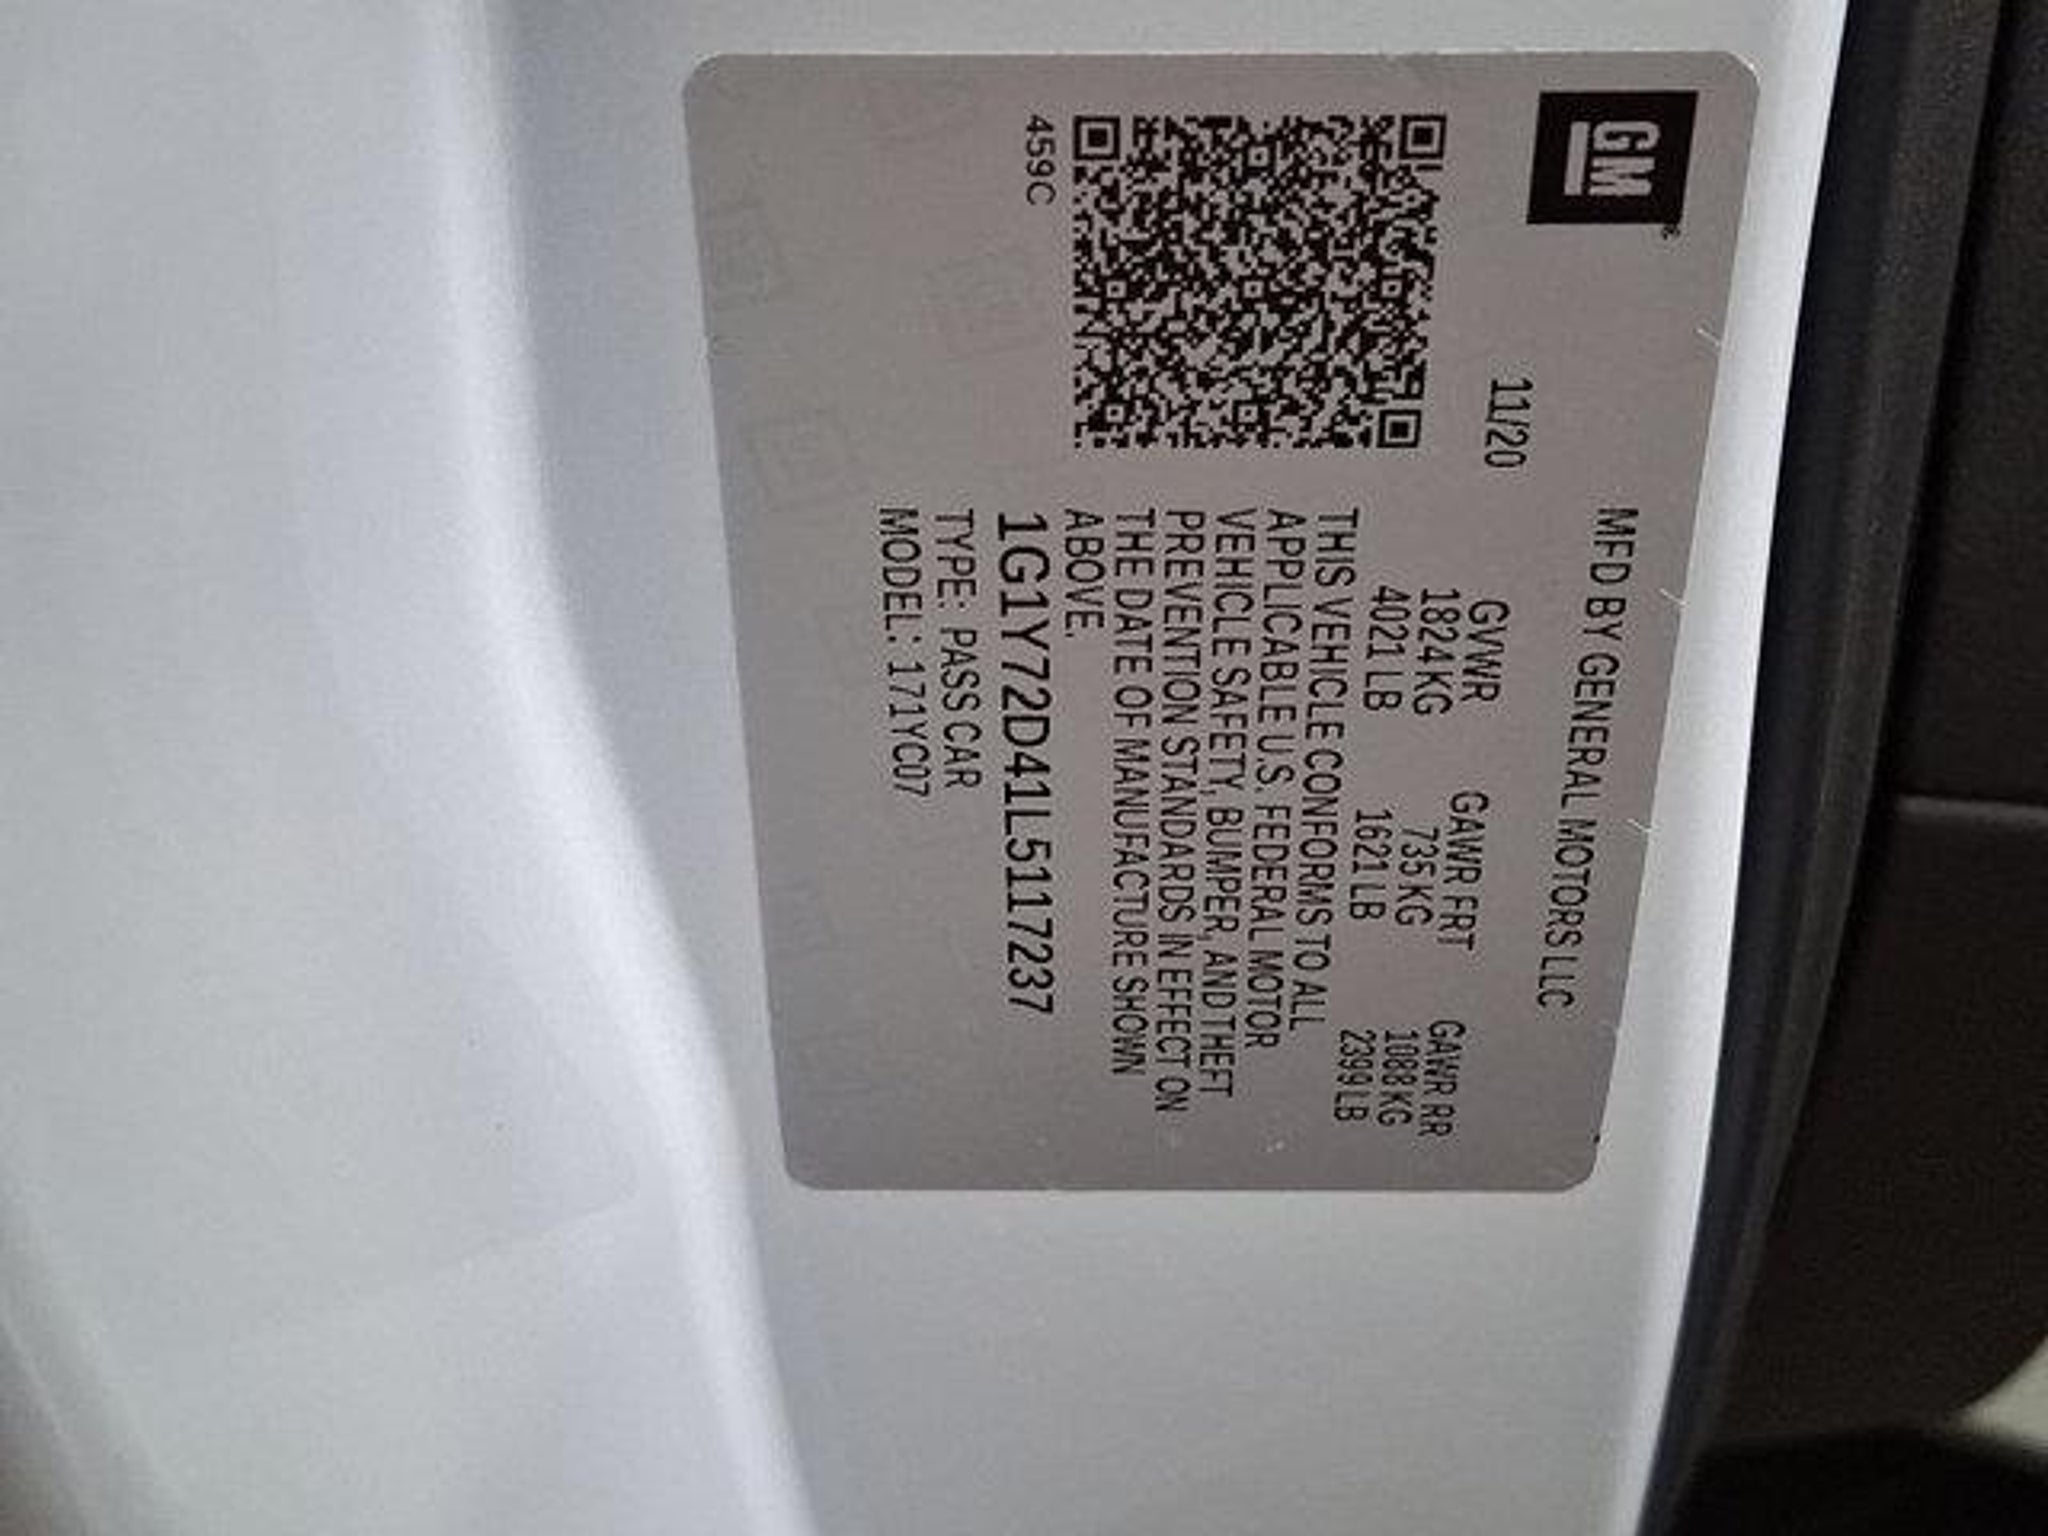 GM
MFD BY GENERAL MOTORS LLC
11/20
GVWR GAWR FRT GAWR RR
1824 KG 735 KG 1088 KG
4021 LB 1621 LB 2399 LB
THIS VEHICLE CONFORMS TO ALL
APPLICABLE U.S. FEDERAL MOTOR
VEHICLE SAFETY, BUMPER, AND THEFT
PREVENTION STANDARDS IN EFFECT ON
THE DATE OF MANUFACTURE SHOWN
ABOVE.
1G1Y72D41L5117237
TYPE: PASS CAR
MODEL: 171YC07
459C